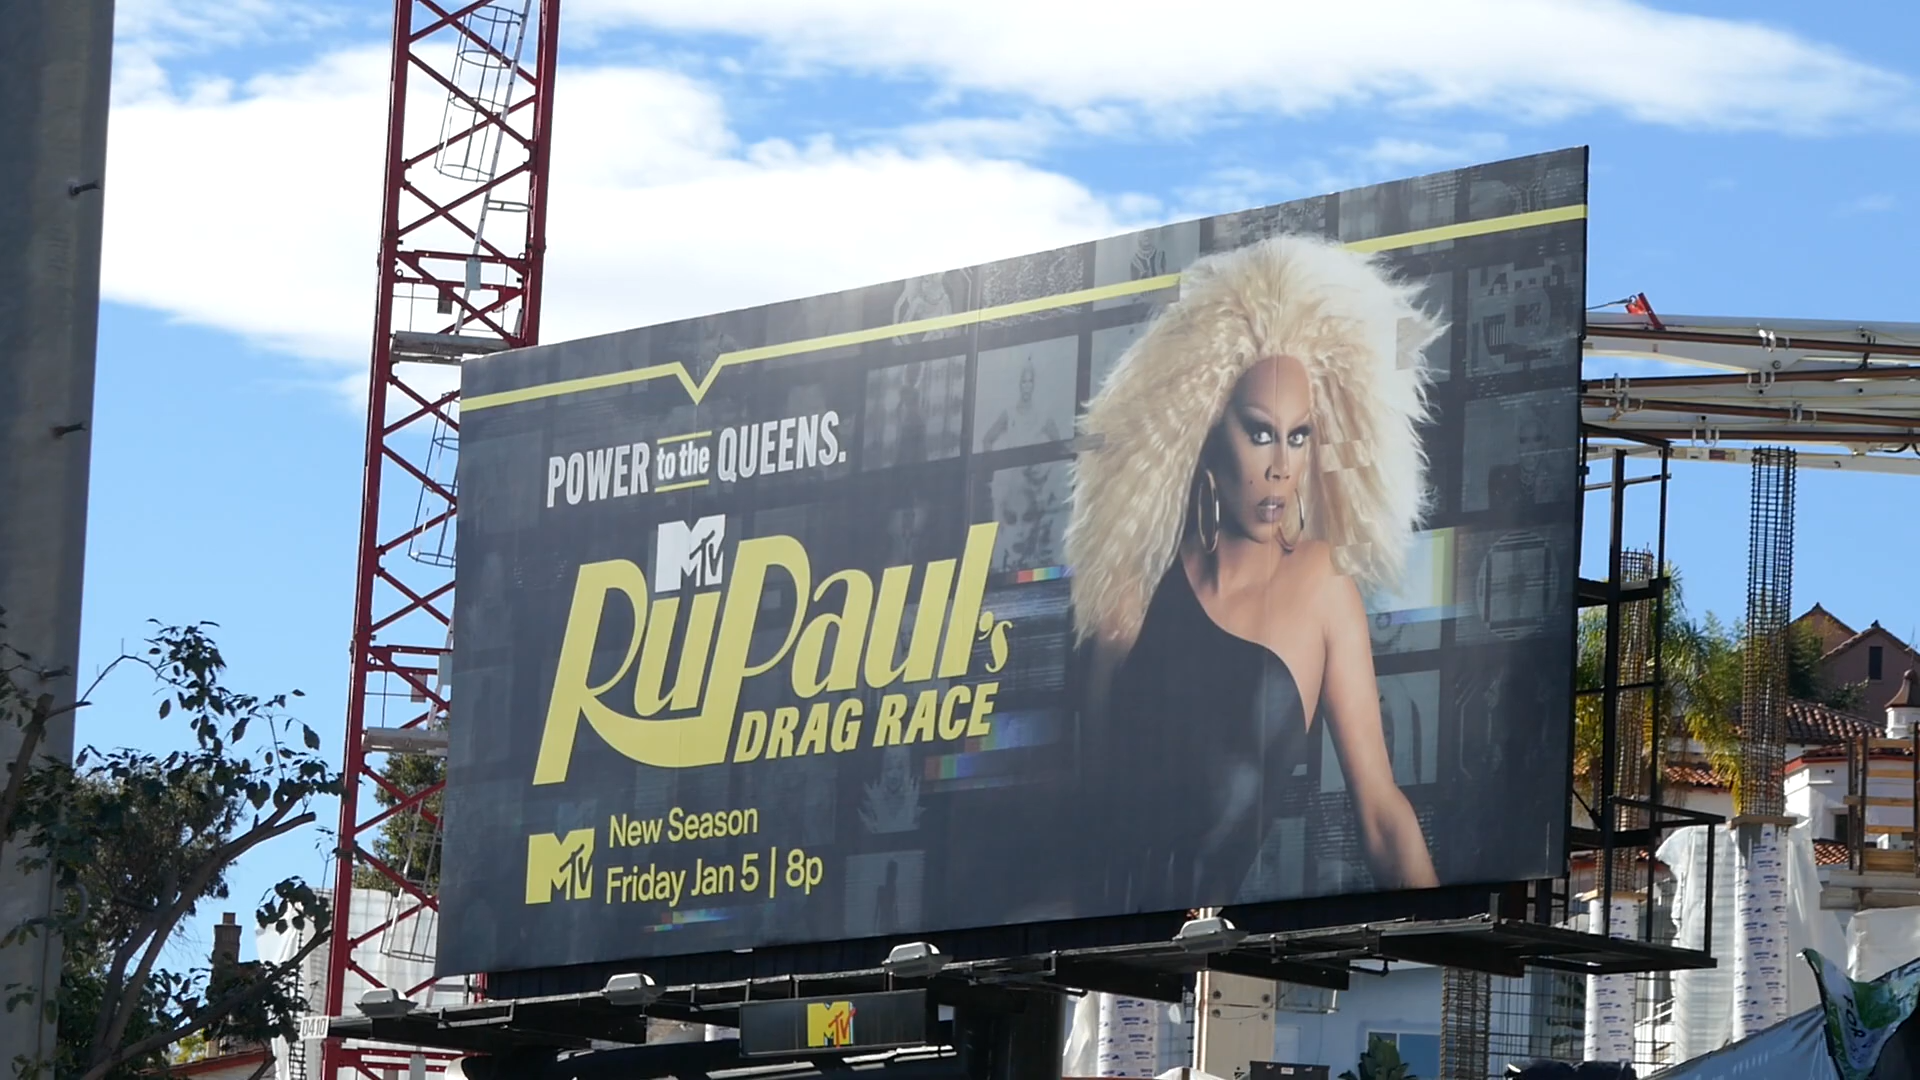 POWER to the QUEENS.
MTV
RuPaul's
DRAG RACE
MTV
New Season
Friday Jan 5 | 8p
MTV
0410